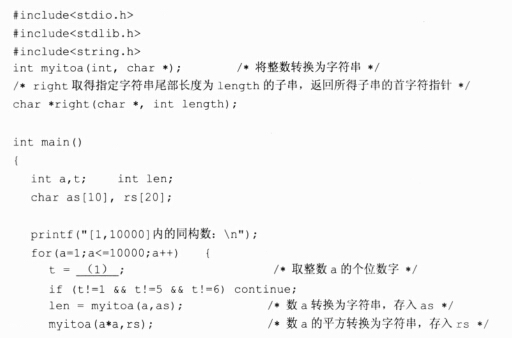 #include<stdio.h>
#include<stdlib.h>
#include<string.h>
int myitoa(int, char *);    /* 将整数转换为字符串 */
/* right 取得指定字符串尾部长度为 length 的子串，返回所得子串的首字符指针 */
char *right(char *, int length);
int main()
{
int a,t;    int len;
char as[10], rs[20];
printf("[1,10000]内的同构数：\n");
for(a=1;a<=10000;a++)    {
t = （1）;    /* 取整数 a 的个位数字 */
if (t!=1 && t!=5 && t!=6) continue;
len = myitoa(a,as);    /* 数 a 转换为字符串，存入 as */
myitoa(a*a,rs);    /* 数 a 的平方转换为字符串，存入 rs */